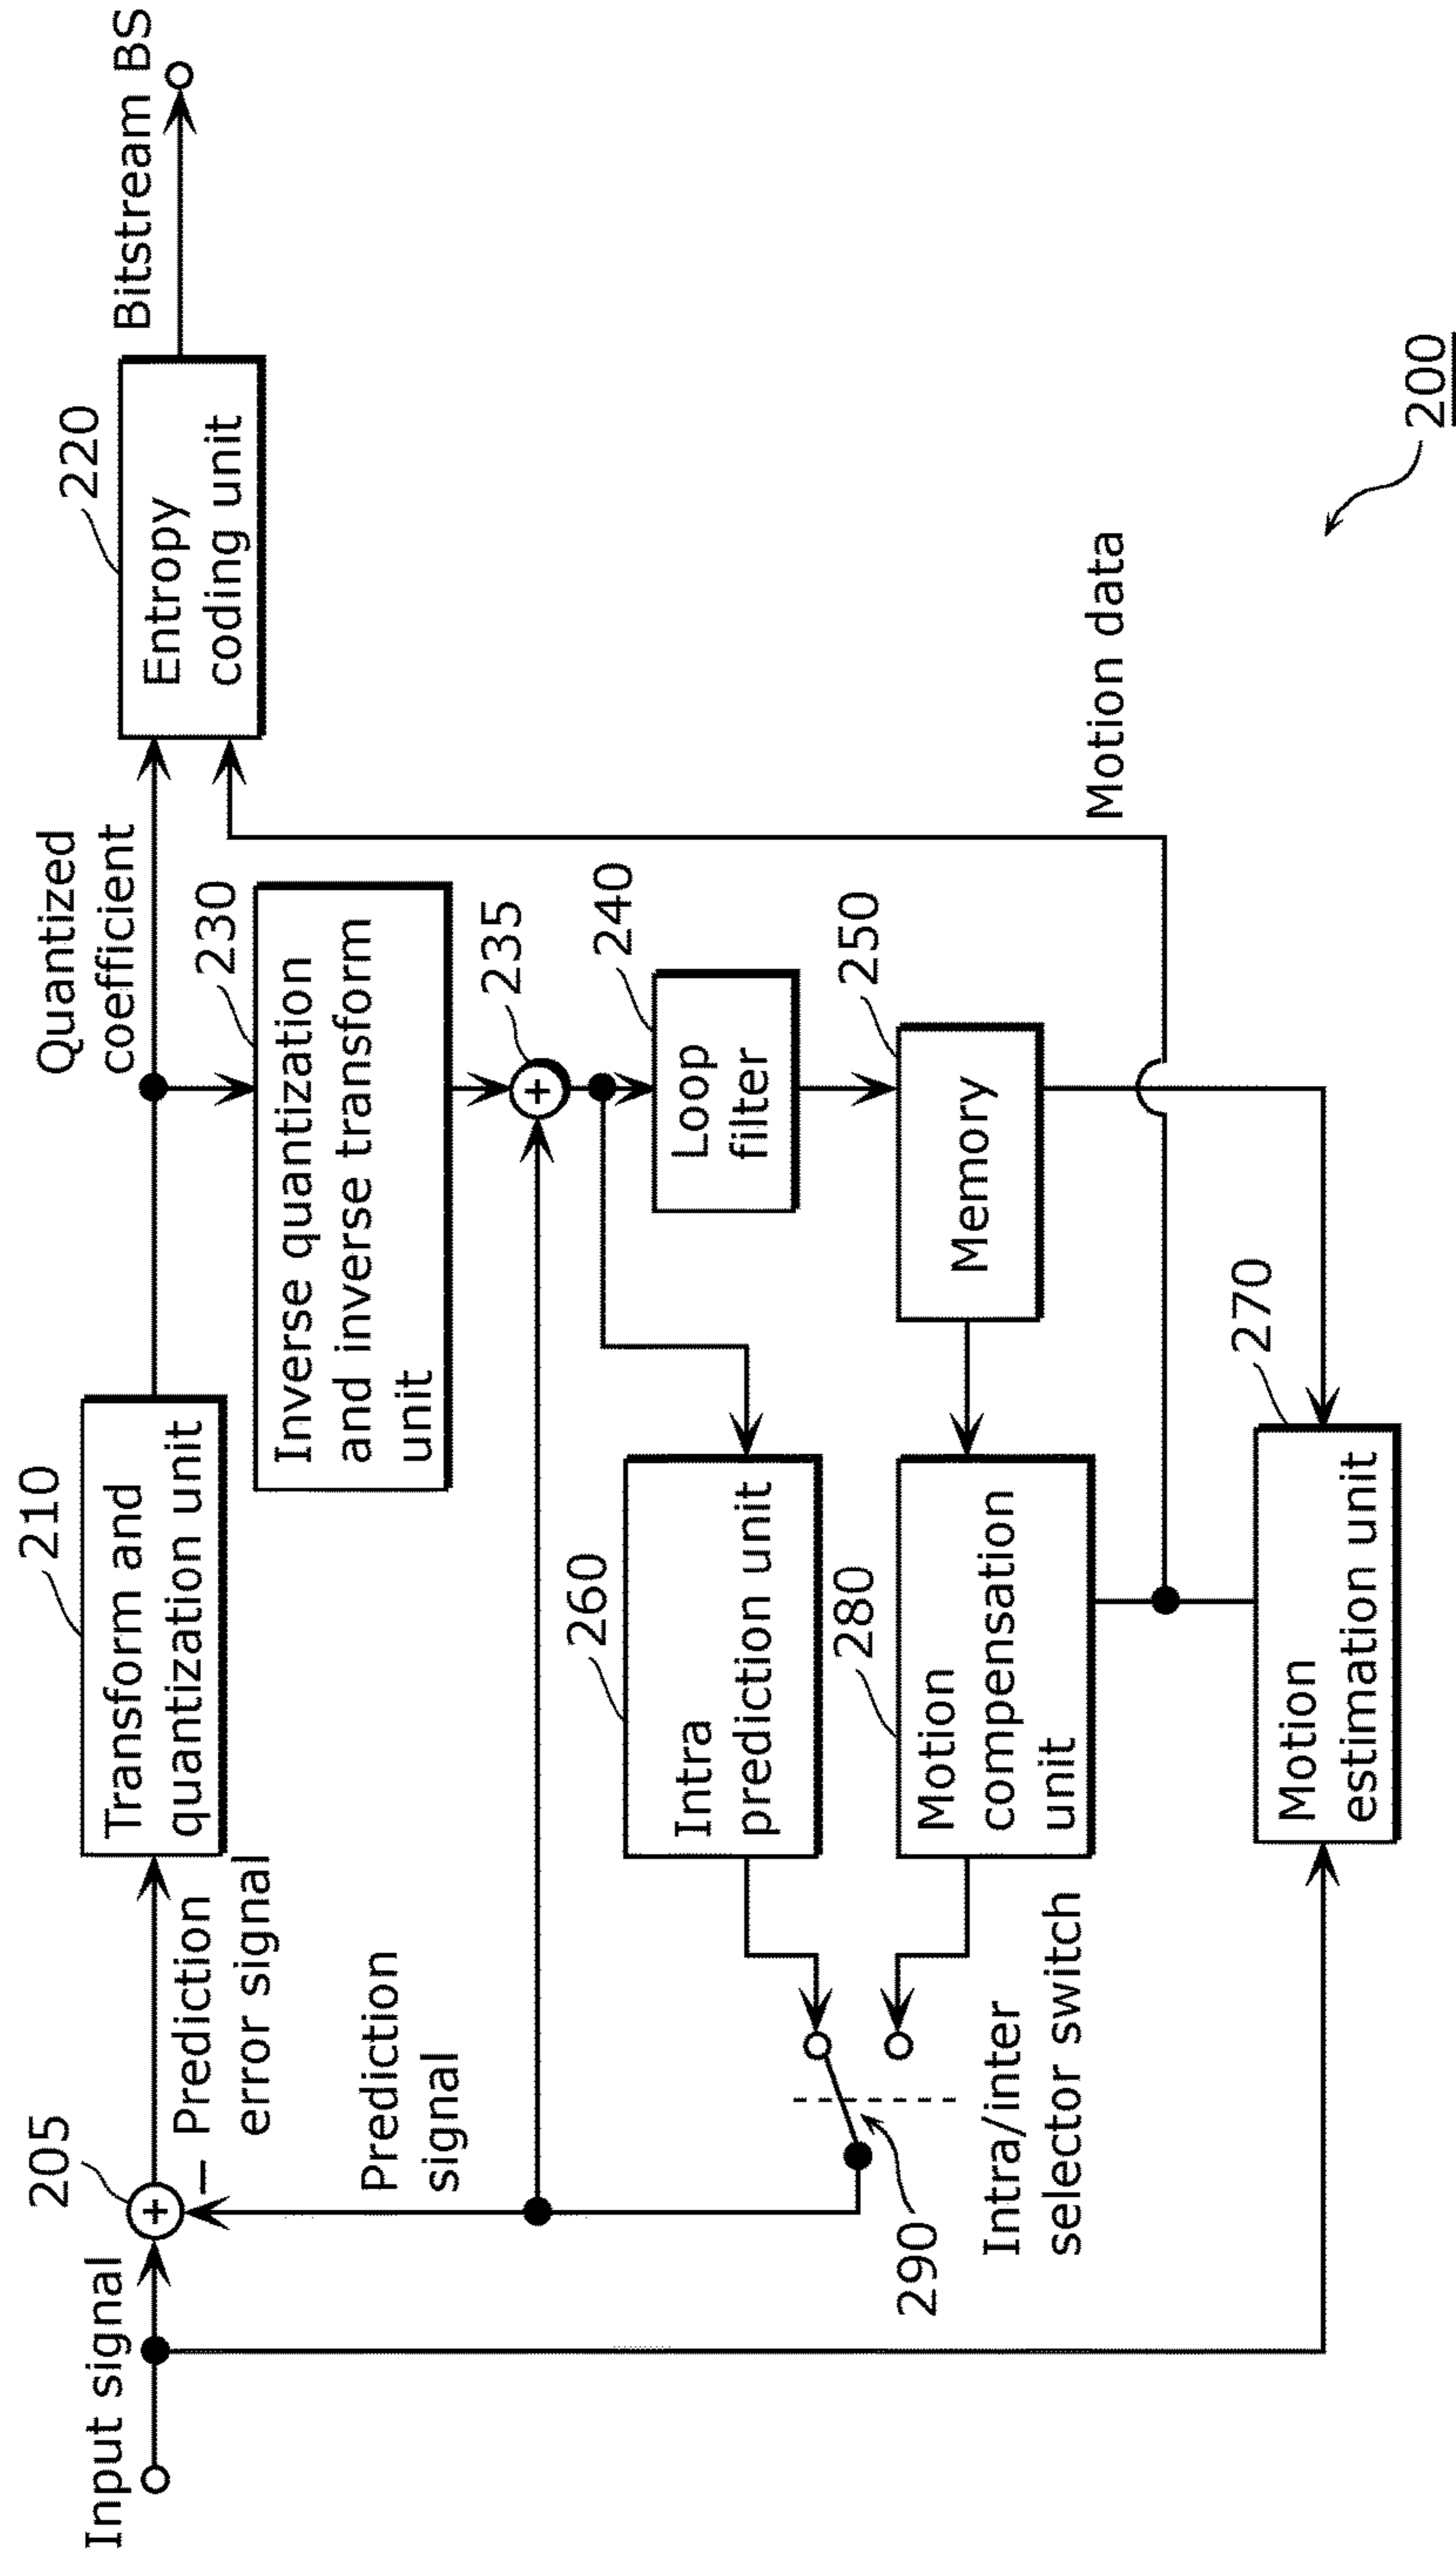 210
220
Bitstream BS
205
Quantized
coefficient
Input signal
+
Transform and
quantization unit
Entropy
coding unit
—
Prediction
error signal
230
Inverse quantization
and inverse transform
unit
Prediction
signal
235
+
260
240
Intra
prediction unit
Loop
filter
280
250
290
Motion
compensation
unit
Memory
Intra/inter
selector switch
Motion data
270
Motion
estimation unit
200